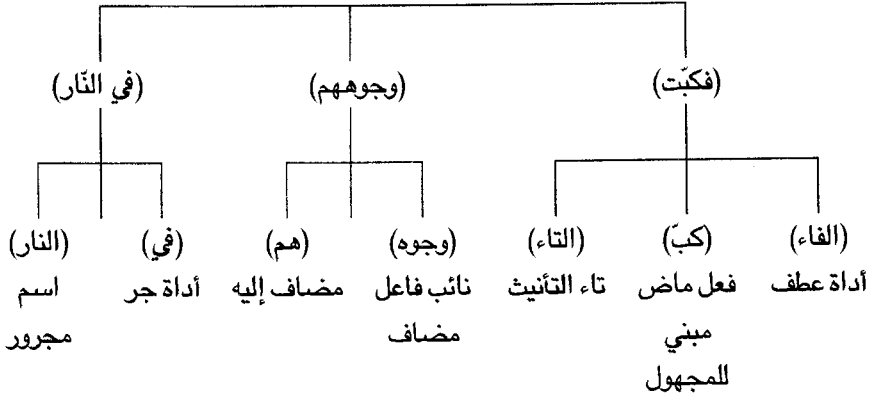 (فكبّت) (وجوههم) (في النّار)
(الفاء) (كبّ) (التاء) (وجوه) (هم) (في) (النار)
أداة عطف فعل ماض تاء التأنيث نائب فاعل مضاف إليه أداة جر اسم
مبني مضاف مجرور
للمجهول